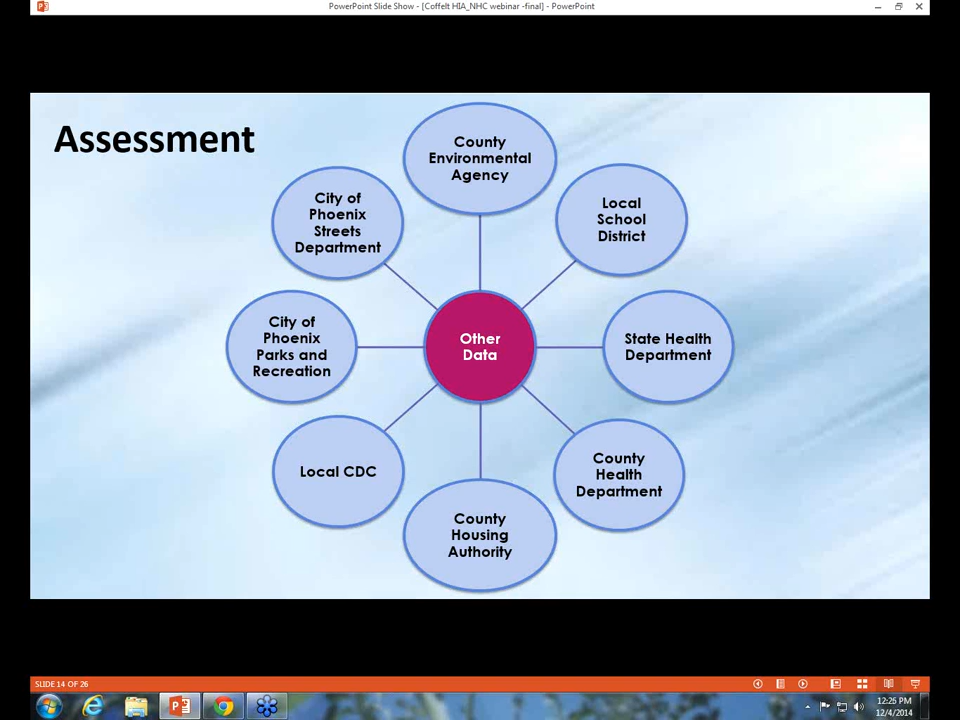 PowerPoint Slide Show - [Coffelt HIA_NHC webinar -final] - PowerPoint
Assessment
County
Environmental
Agency
Local
School
District
State Health
Department
County
Health
Department
County
Housing
Authority
Local CDC
City of
Phoenix
Parks and
Recreation
City of
Phoenix
Streets
Department
Other
Data
SLIDE 14 OF 26
12:25 PM
12/4/2014